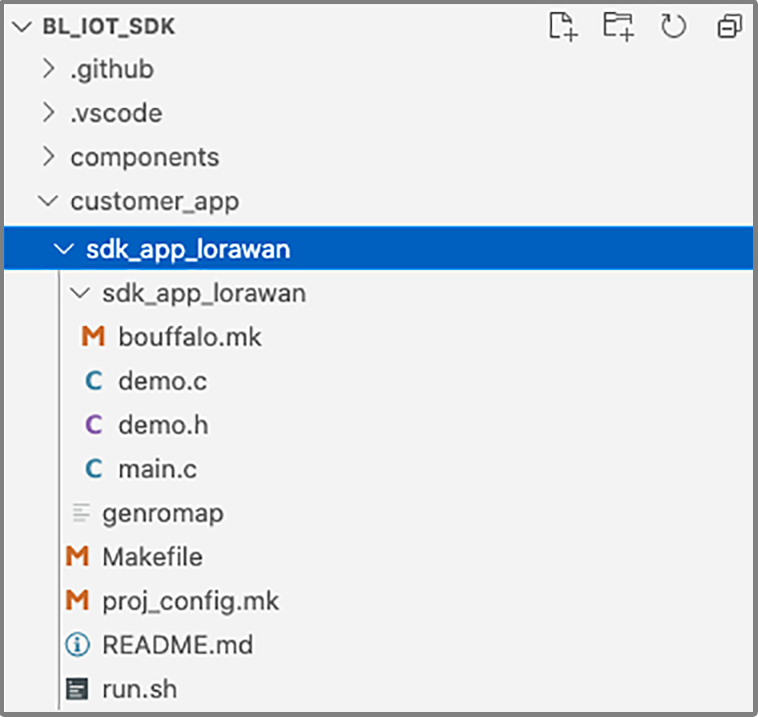 BL_IOT_SDK
.github
.vscode
components
customer_app
sdk_app_lorawan
sdk_app_lorawan
M bouffalo.mk
C demo.c
C demo.h
C main.c
genromap
M Makefile
M proj_config.mk
README.md
run.sh